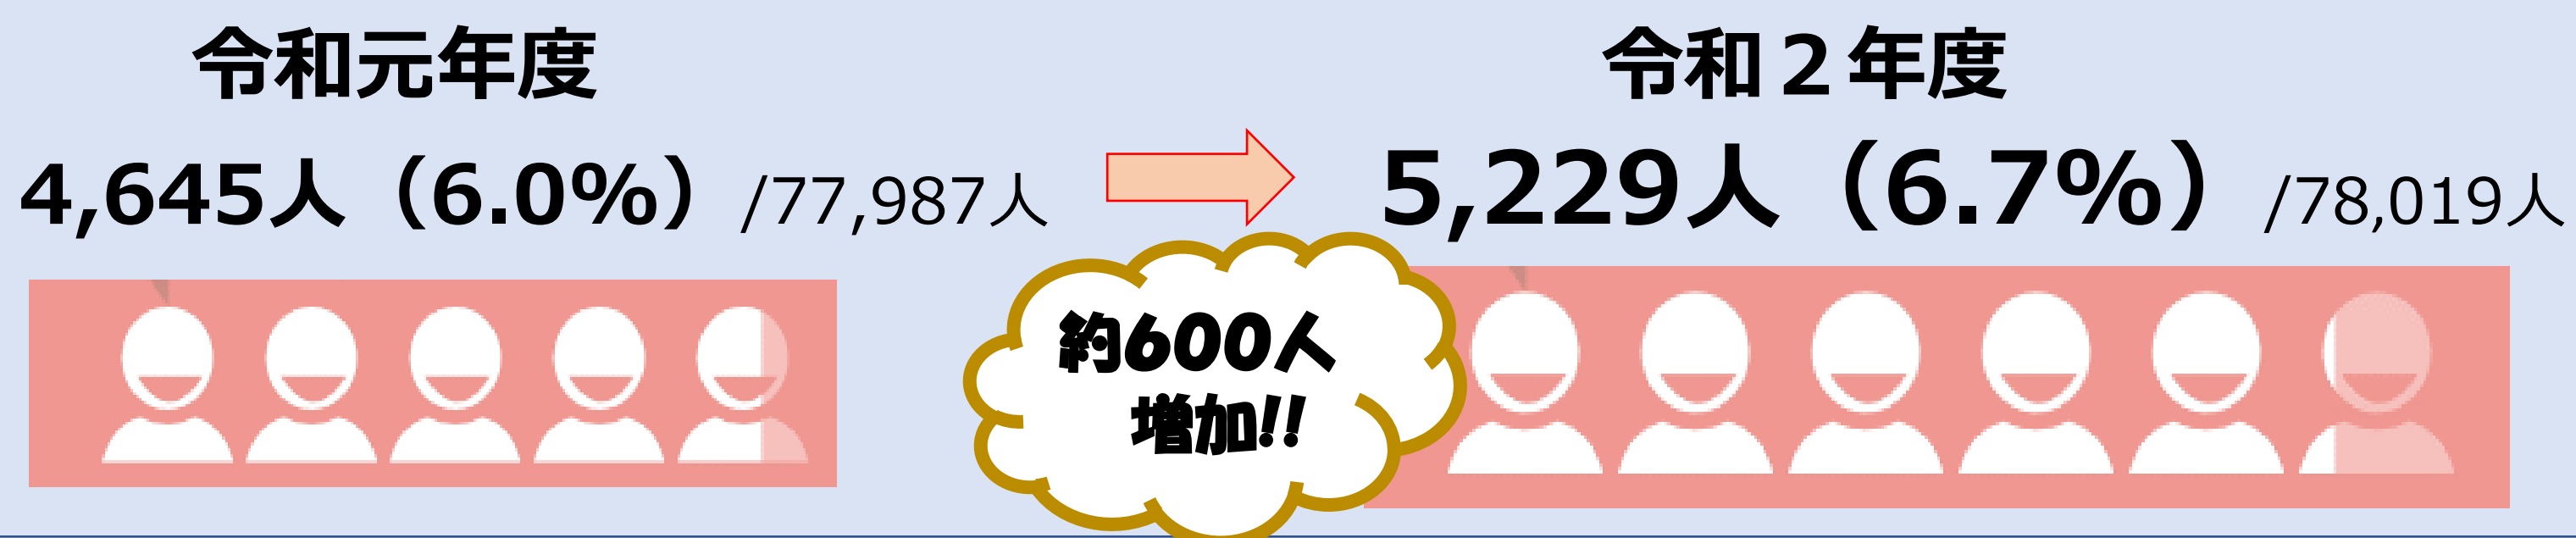 令和元年度
4,645人（6.0%）/77,987人
令和２年度
5,229人（6.7%）/78,019人
約600人
増加!!